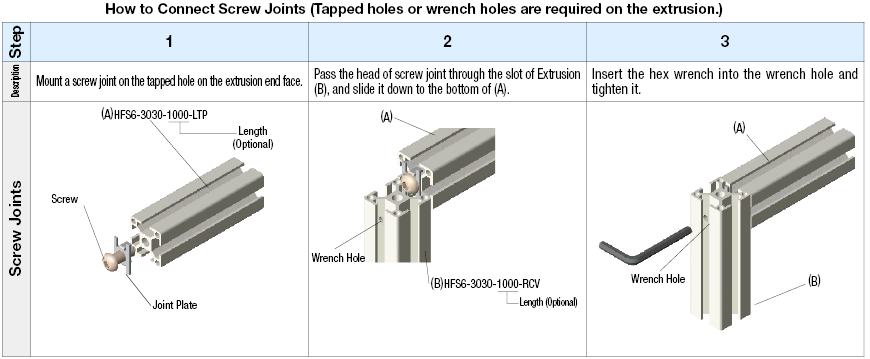 How to Connect Screw Joints (Tapped holes or wrench holes are required on the extrusion.)
Step
1
2
3
Description
Mount a screw joint on the tapped hole on the extrusion end face.
Pass the head of screw joint through the slot of Extrusion
(B), and slide it down to the bottom of (A).
Insert the hex wrench into the wrench hole and
tighten it.
Screw Joints
(A)HFS6-3030-1000-LTP
Length
(Optional)
Screw
Joint Plate
(A)
Wrench Hole
(B)HFS6-3030-1000-RCV
Length (Optional)
(A)
Wrench Hole
(B)